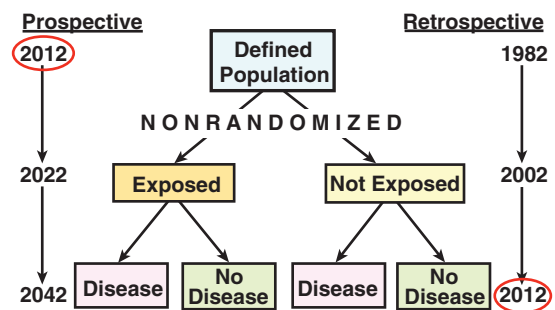 Prospective
Retrospective
2012
Defined
Population
1982
NONRANDOMIZED
2022
Exposed
Not Exposed
2002
2042
Disease
No
Disease
Disease
No
Disease
2012